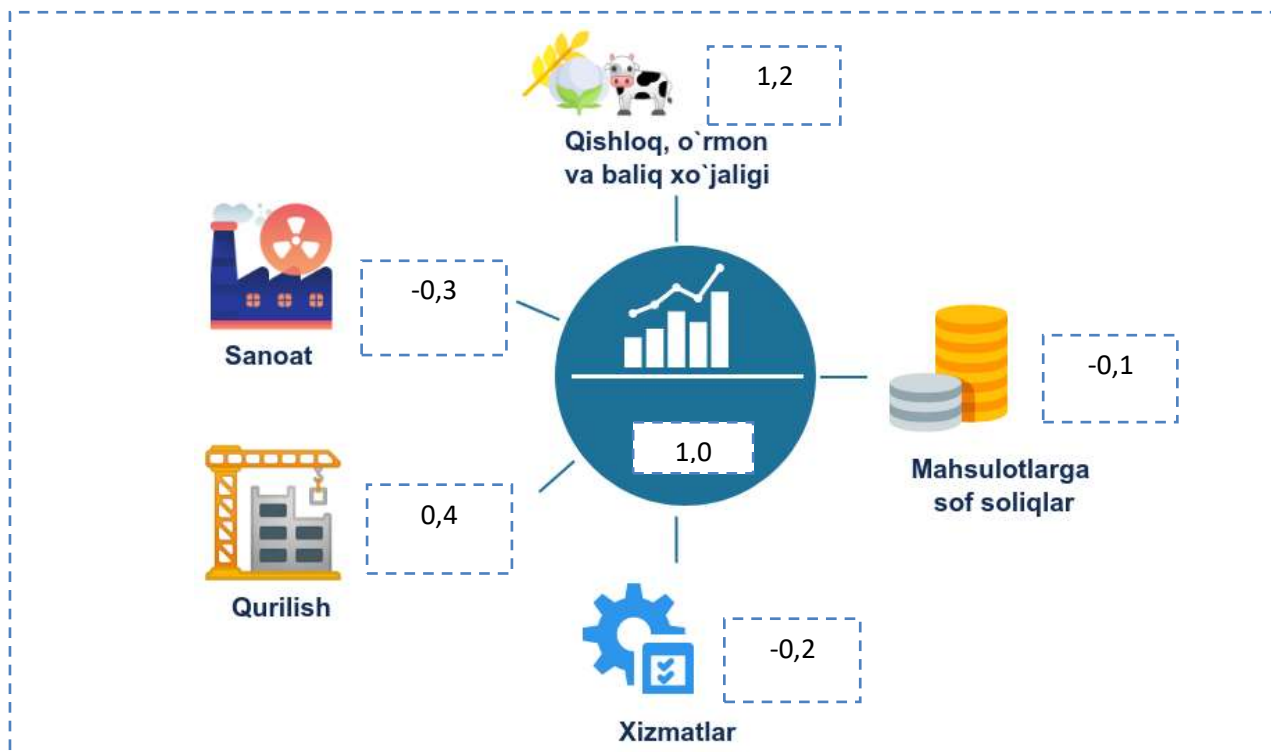 1,2
Qishloq, o`rmon
va baliq xo`jaligi
-0,3
Sanoat
-0,1
Mahsulotlarga
sof soliqlar
1,0
0,4
Qurilish
-0,2
Xizmatlar